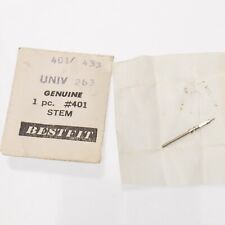 401/ 433
UNIV 263
GENUINE
1 pc. #401
STEM
BESTFIT